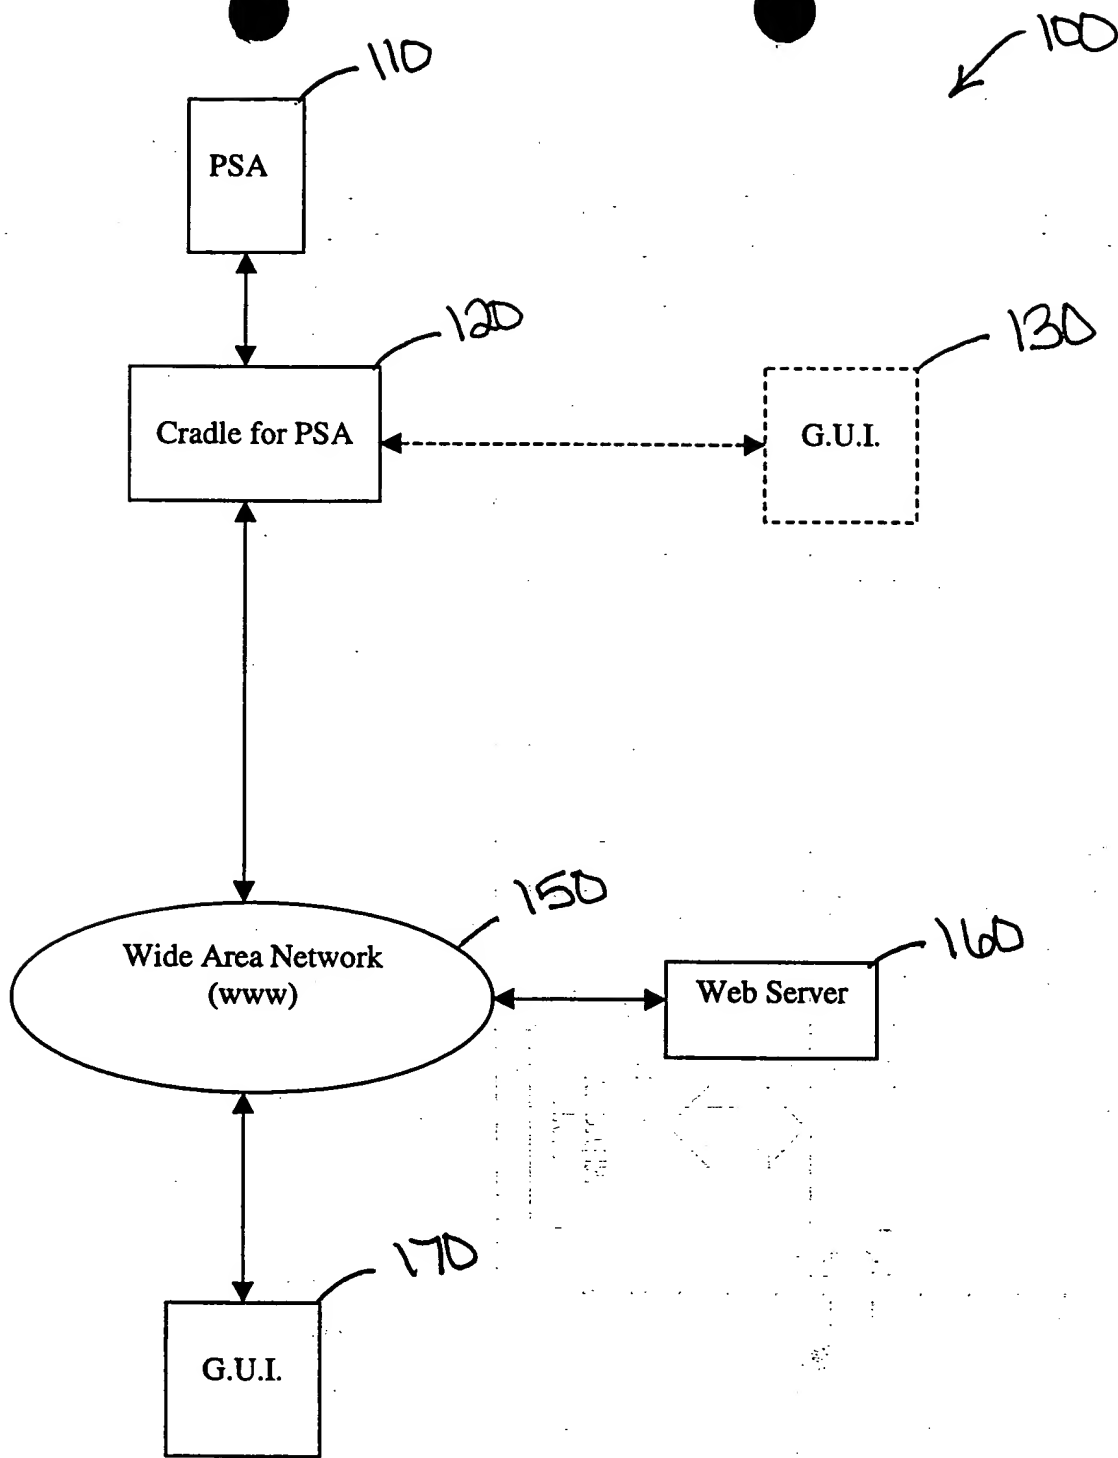 100
110
PSA
120
130
Cradle for PSA
G.U.I.
150
Wide Area Network
(www)
160
Web Server
170
G.U.I.